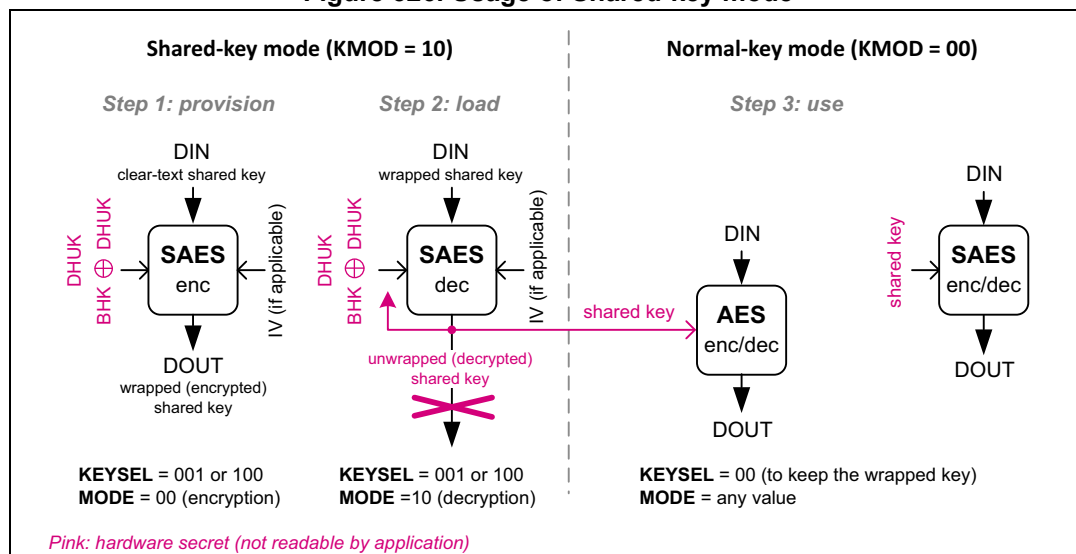 Shared-key mode (KMOD = 10)
Normal-key mode (KMOD = 00)
Step 1: provision
Step 2: load
Step 3: use
DIN
clear-text shared key
DHUK
BHK ⊕ DHUK
SAES
enc
IV (if applicable)
DOUT
wrapped (encrypted)
shared key
DIN
wrapped shared key
DHUK
BHK ⊕ DHUK
SAES
dec
IV (if applicable)
unwrapped (decrypted)
shared key
shared key
DIN
AES
enc/dec
DOUT
DIN
shared key
SAES
enc/dec
DOUT
KEYSEL = 001 or 100
MODE = 00 (encryption)
KEYSEL = 001 or 100
MODE =10 (decryption)
KEYSEL = 00 (to keep the wrapped key)
MODE = any value
Pink: hardware secret (not readable by application)